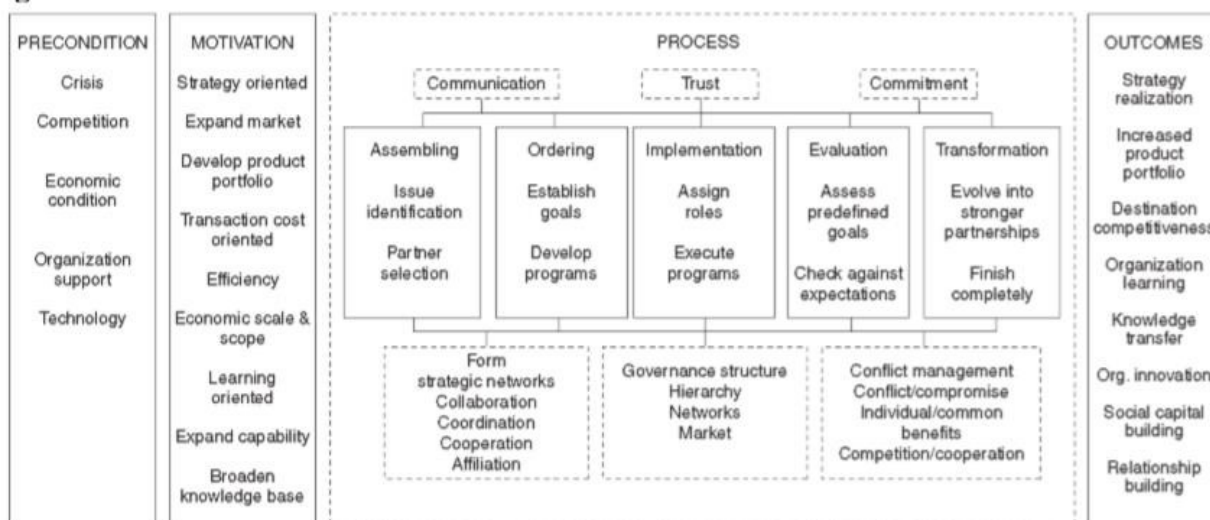 PRECONDITION
Crisis
Competition
Economic
condition
Organization
support
Technology
MOTIVATION
Strategy oriented
Expand market
Develop product
portfolio
Transaction cost
oriented
Efficiency
Economic scale &
scope
Learning
oriented
Expand capability
Broaden
knowledge base
PROCESS
Communication
Trust
Commitment
Assembling
Issue
identification
Partner
selection
Ordering
Establish
goals
Develop
programs
Implementation
Assign
roles
Execute
programs
Evaluation
Assess
predefined
goals
Check against
expectations
Transformation
Evolve into
stronger
partnerships
Finish
completely
Form
strategic networks
Collaboration
Coordination
Cooperation
Affiliation
Governance structure
Hierarchy
Networks
Market
Conflict management
Conflict/compromise
Individual/common
benefits
Competition/cooperation
OUTCOMES
Strategy
realization
Increased
product
portfolio
Destination
competitiveness
Organization
learning
Knowledge
transfer
Org. innovation
Social capital
building
Relationship
building